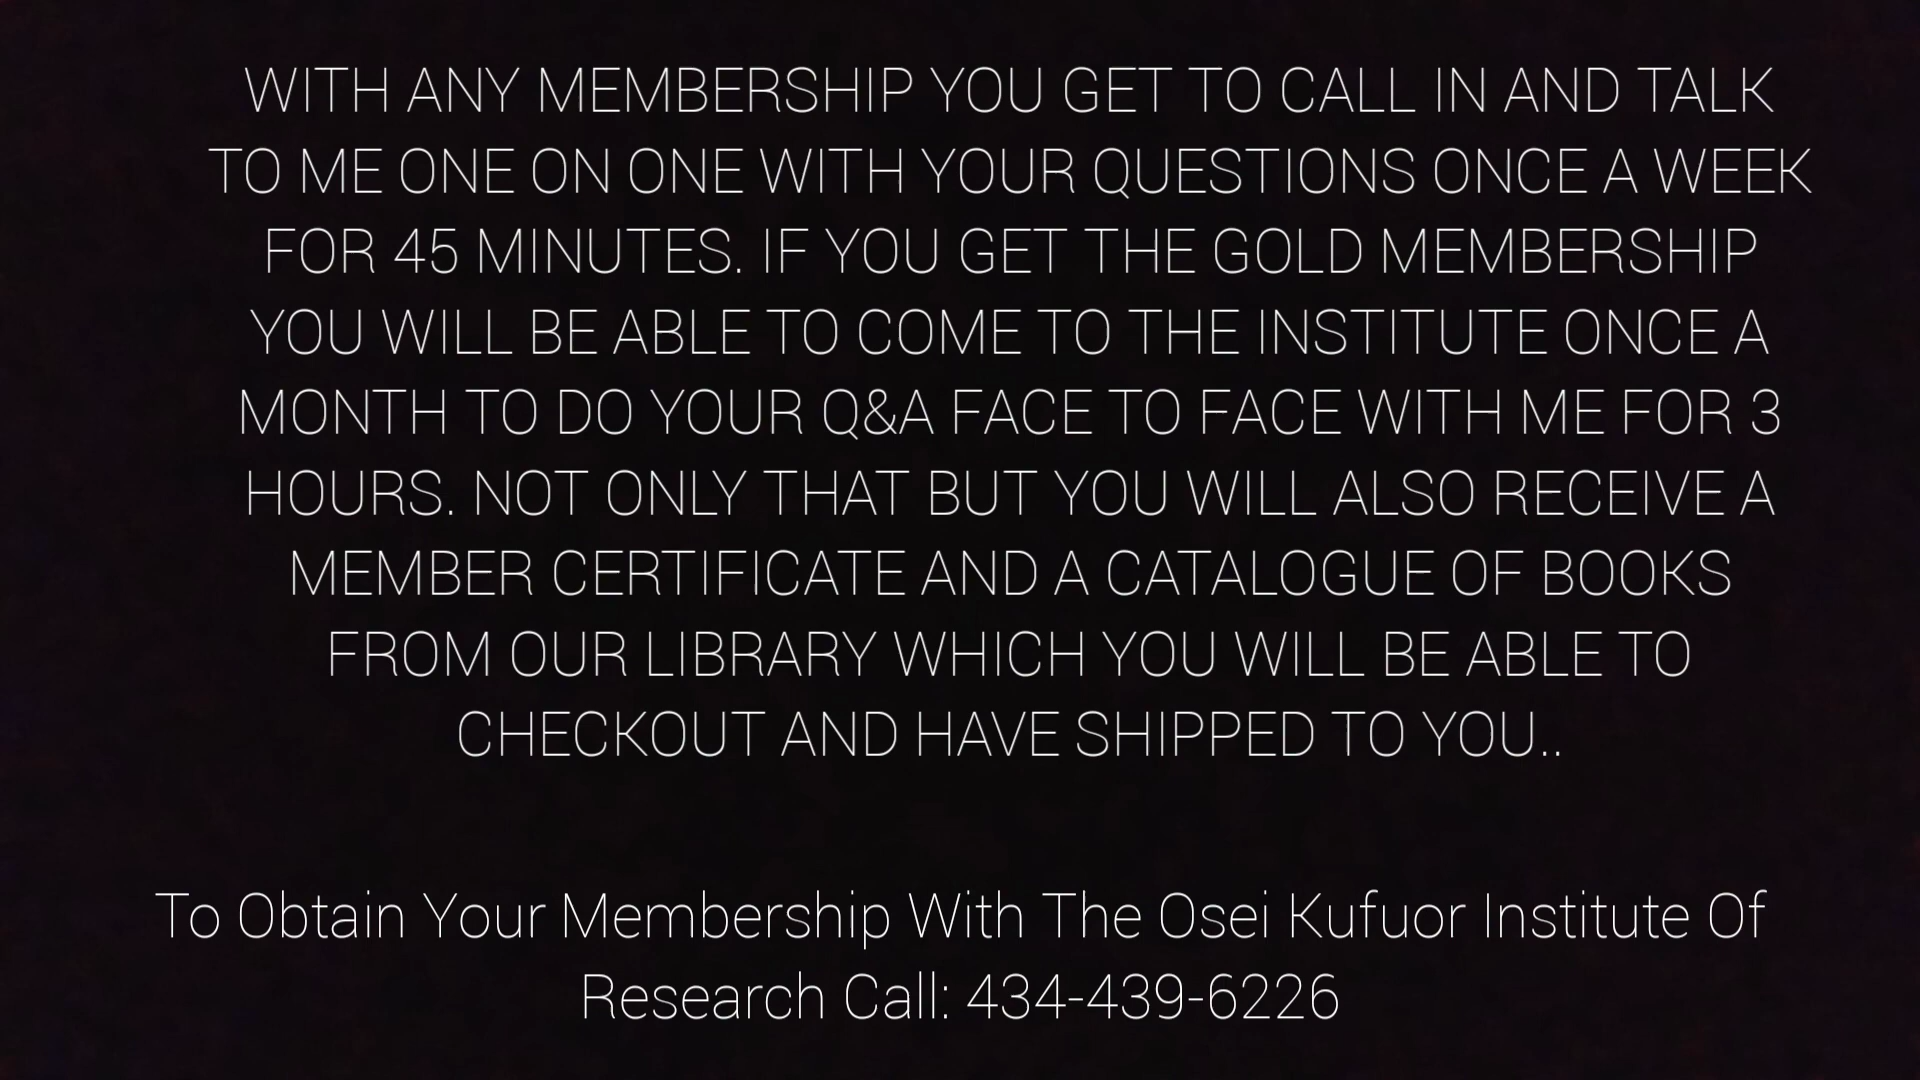 WITH ANY MEMBERSHIP YOU GET TO CALL IN AND TALK
TO ME ONE ON ONE WITH YOUR QUESTIONS ONCE A WEEK
FOR 45 MINUTES. IF YOU GET THE GOLD MEMBERSHIP
YOU WILL BE ABLE TO COME TO THE INSTITUTE ONCE A
MONTH TO DO YOUR Q&A FACE TO FACE WITH ME FOR 3
HOURS. NOT ONLY THAT BUT YOU WILL ALSO RECEIVE A
MEMBER CERTIFICATE AND A CATALOGUE OF BOOKS
FROM OUR LIBRARY WHICH YOU WILL BE ABLE TO
CHECKOUT AND HAVE SHIPPED TO YOU..
To Obtain Your Membership With The Osei Kufuor Institute Of
Research Call: 434-439-6226